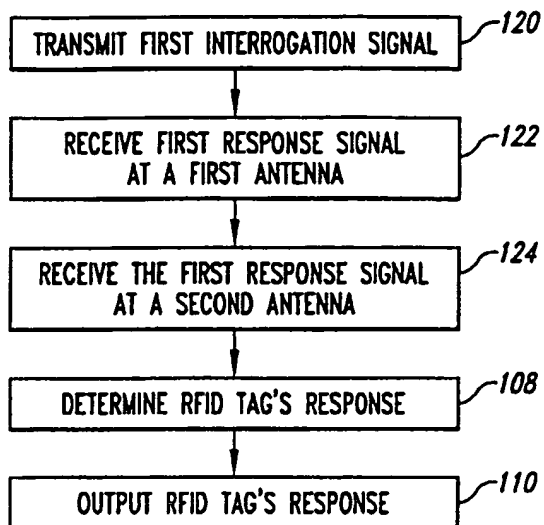 TRANSMIT FIRST INTERROGATION SIGNAL
120
RECEIVE FIRST RESPONSE SIGNAL
AT A FIRST ANTENNA
122
RECEIVE THE FIRST RESPONSE SIGNAL
AT A SECOND ANTENNA
124
DETERMINE RFID TAG'S RESPONSE
108
OUTPUT RFID TAG'S RESPONSE
110